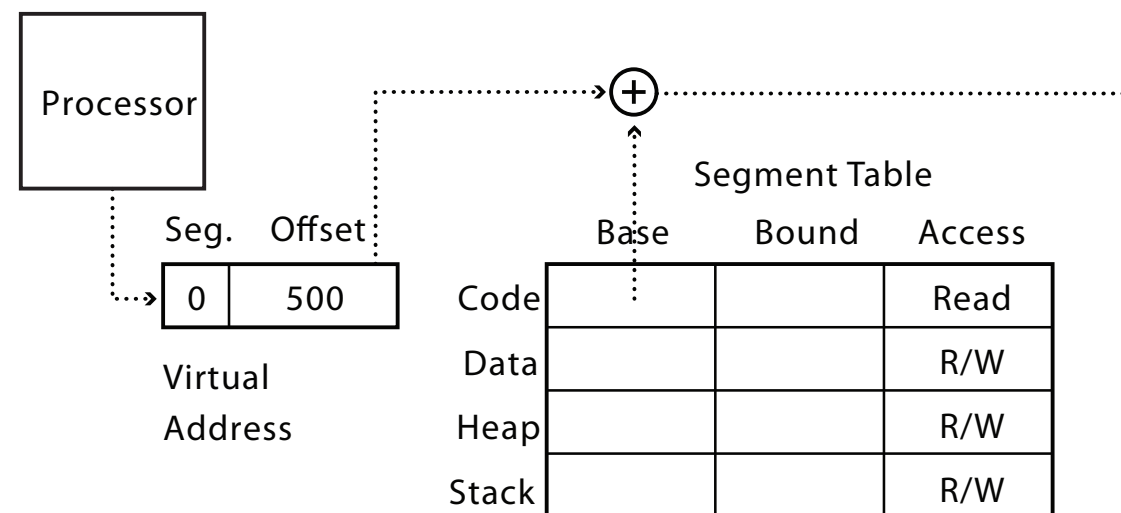 Processor
+
Segment Table
Seg. Offset
Base Bound Access
0 500
Code Read
Data R/W
Virtual
Address
Heap R/W
Stack R/W